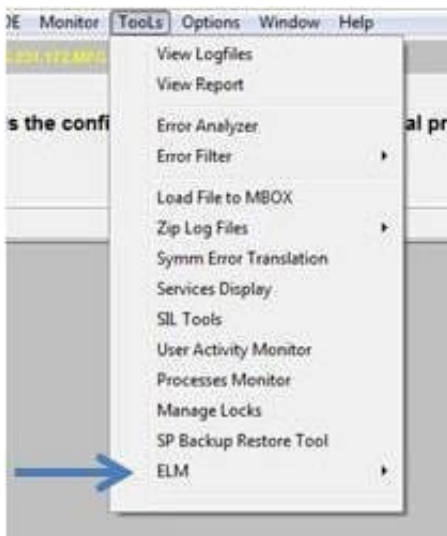 DE Monitor TooLs Options Window Help
s the confi
al pr
View Logfiles
View Report
Error Analyzer
Error Filter
Load File to MBOX
Zip Log Files
Symm Error Translation
Services Display
SIL Tools
User Activity Monitor
Processes Monitor
Manage Locks
SP Backup Restore Tool
ELM